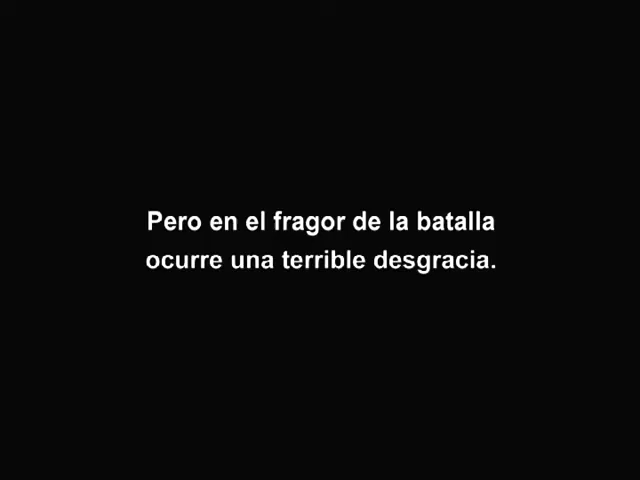 Pero en el fragor de la batalla
ocurre una terrible desgracia.